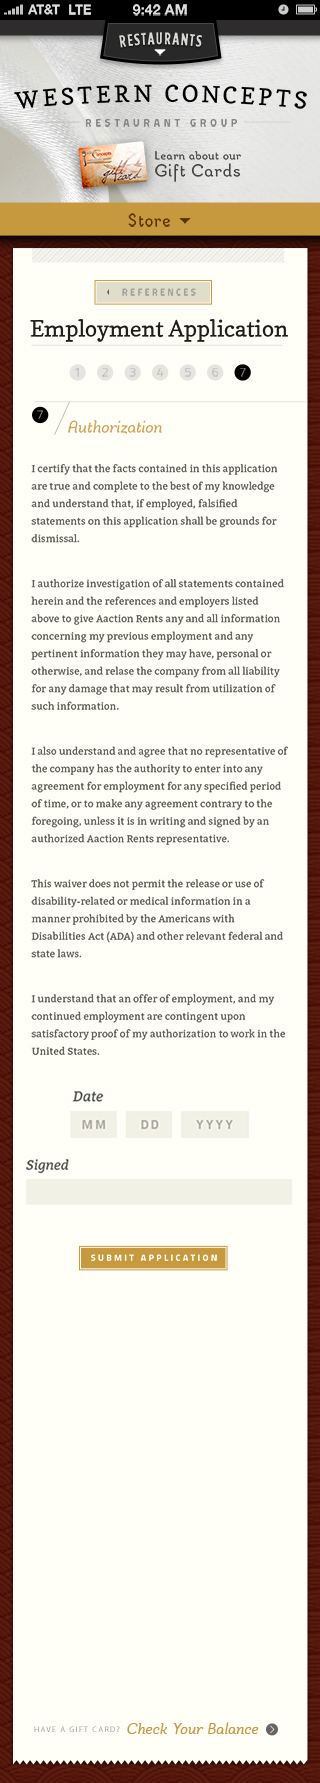 AT&T LTE 9:42 AM
RESTAURANTS
WESTERN CONCEPTS
RESTAURANT GROUP
gift card
Learn about our
Gift Cards
Store
REFERENCES
Employment Application
1 2 3 4 5 6 7
7
Authorization
I certify that the facts contained in this application
are true and complete to the best of my knowledge
and understand that, if employed, falsified
statements on this application shall be grounds for
dismissal.
I authorize investigation of all statements contained
herein and the references and employers listed
above to give Aaction Rents any and all information
concerning my previous employment and any
pertinent information they may have, personal or
otherwise, and relase the company from all liability
for any damage that may result from utilization of
such information.
I also understand and agree that no representative of
the company has the authority to enter into any
agreement for employment for any specified period
of time, or to make any agreement contrary to the
foregoing, unless it is in writing and signed by an
authorized Aaction Rents representative.
This waiver does not permit the release or use of
disability-related or medical information in a
manner prohibited by the Americans with
Disabilities Act (ADA) and other relevant federal and
state laws.
I understand that an offer of employment, and my
continued employment are contingent upon
satisfactory proof of my authorization to work in the
United States.
Date
MM DD YYYY
Signed
SUBMIT APPLICATION
HAVE A GIFT CARD? Check Your Balance